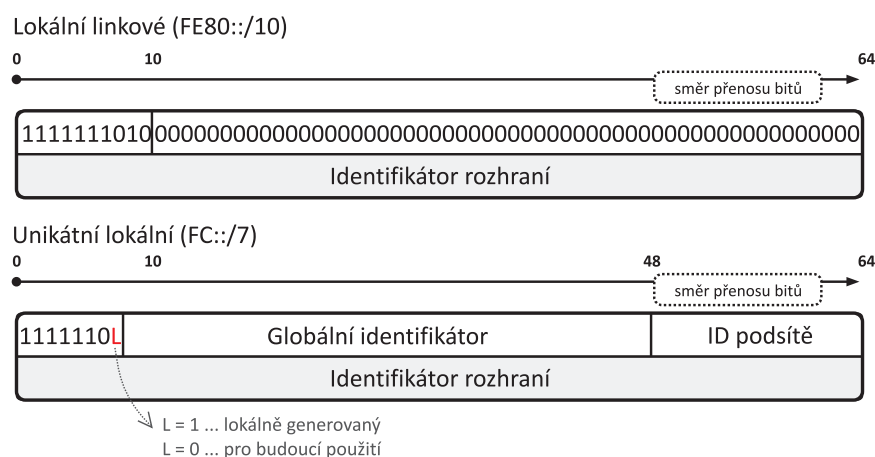 Lokální linkové (FE80::/10)
0 10 64
směr přenosu bitů
1111111010 000000000000000000000000000000000000000000000000000000
Identifikátor rozhraní
Unikátní lokální (FC::/7)
0 10 48 64
směr přenosu bitů
1111110L Globální identifikátor ID podsítě
Identifikátor rozhraní
L = 1 ... lokálně generovaný
L = 0 ... pro budoucí použití